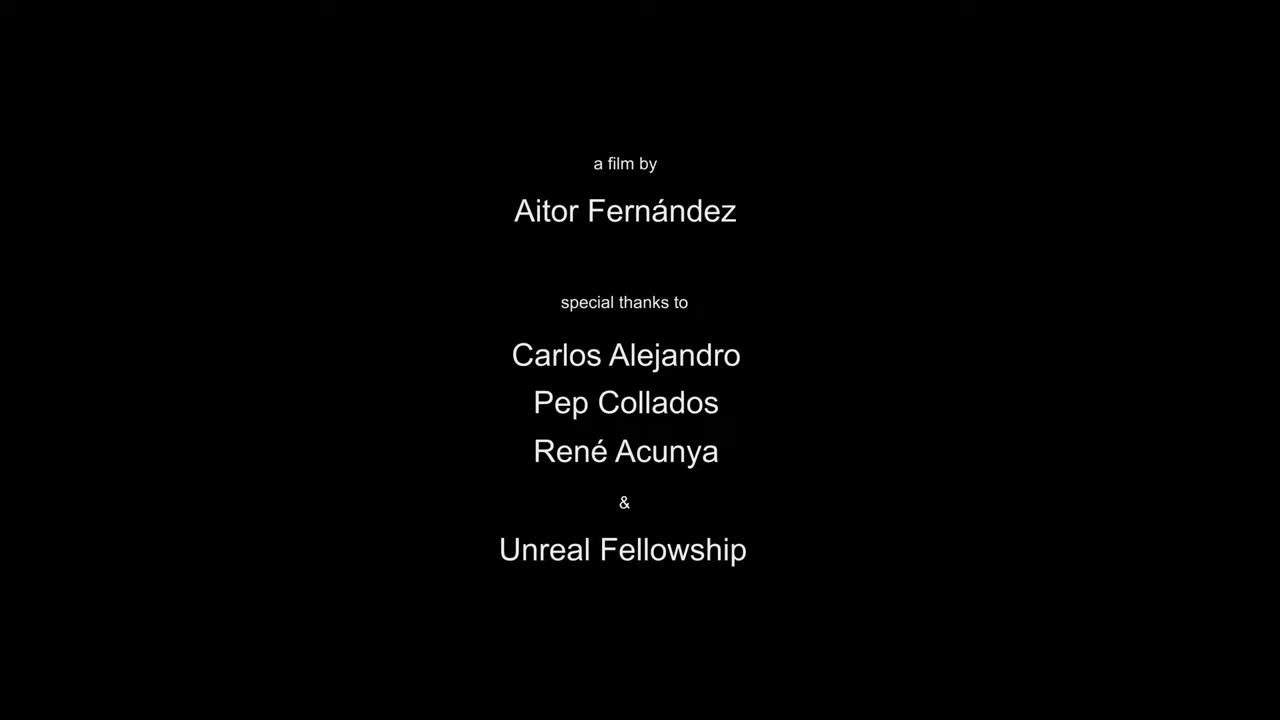 a film by
Aitor Fernández
special thanks to
Carlos Alejandro
Pep Collados
René Acunya
&
Unreal Fellowship